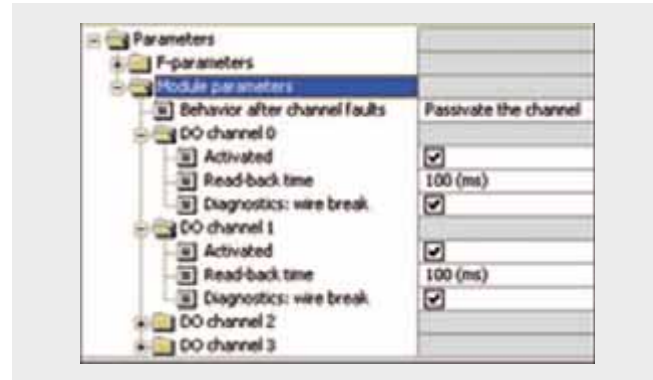 Parameters
F-parameters
Module parameters
Behavior after channel faults Passivate the channel
DO channel 0
Activated
Read-back time 100 (ms)
Diagnostics: wire break
DO channel 1
Activated
Read-back time 100 (ms)
Diagnostics: wire break
DO channel 2
DO channel 3